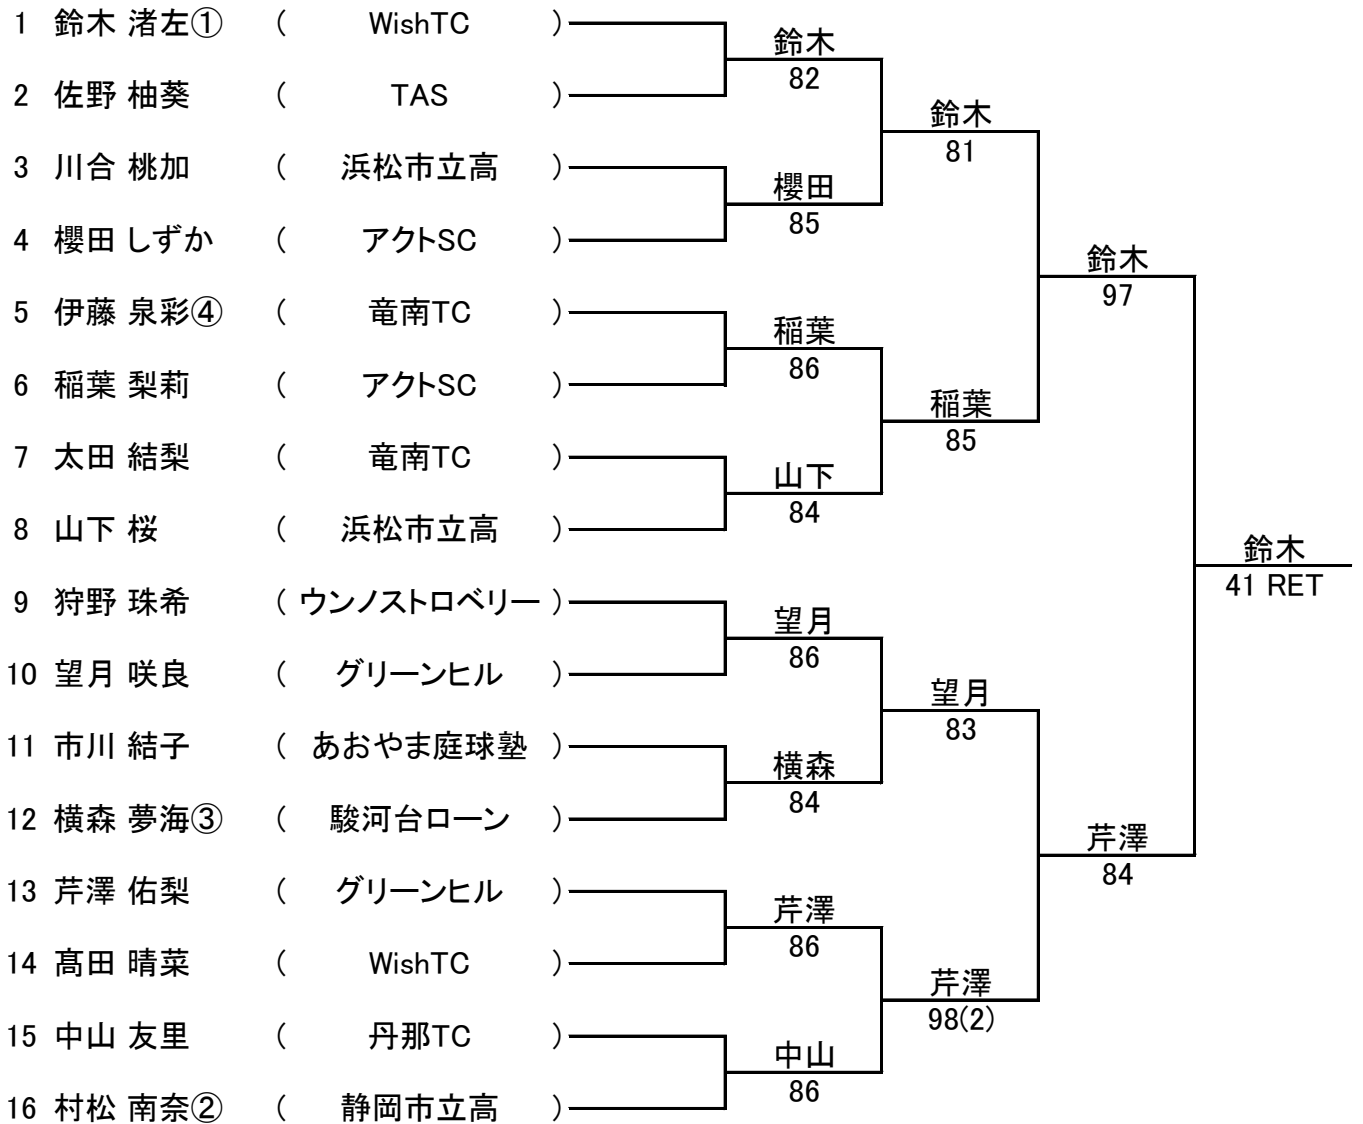 1 鈴木 渚左① ( WishTC )
鈴木
82
2 佐野 柚葵 ( TAS )
鈴木
81
3 川合 桃加 ( 浜松市立高 )
櫻田
85
4 櫻田 しずか ( アクトSC )
鈴木
97
5 伊藤 泉彩④ ( 竜南TC )
稲葉
86
6 稲葉 梨莉 ( アクトSC )
稲葉
85
7 太田 結梨 ( 竜南TC )
山下
84
8 山下 桜 ( 浜松市立高 )
鈴木
41 RET
9 狩野 珠希 ( ウンノストロベリー )
望月
86
10 望月 咲良 ( グリーンヒル )
望月
83
11 市川 結子 ( あおやま庭球塾 )
横森
84
12 横森 夢海③ ( 駿河台ローン )
芹澤
84
13 芹澤 佑梨 ( グリーンヒル )
芹澤
86
14 髙田 晴菜 ( WishTC )
芹澤
98(2)
15 中山 友里 ( 丹那TC )
中山
86
16 村松 南奈② ( 静岡市立高 )